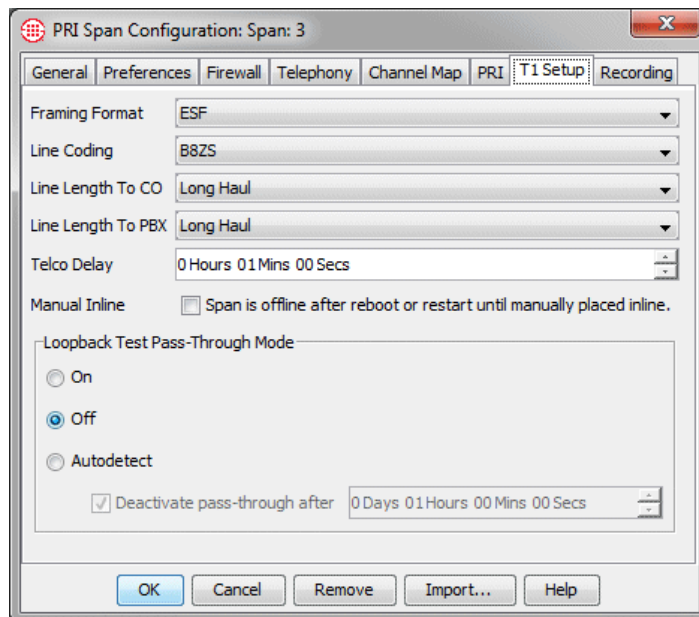 PRI Span Configuration: Span: 3
General Preferences Firewall Telephony Channel Map PRI T1 Setup Recording
Framing Format ESF
Line Coding B8ZS
Line Length To CO Long Haul
Line Length To PBX Long Haul
Telco Delay 0 Hours 01 Mins 00 Secs
Manual Inline Span is offline after reboot or restart until manually placed inline.
Loopback Test Pass-Through Mode
On
Off
Autodetect
Deactivate pass-through after 0 Days 01 Hours 00 Mins 00 Secs
OK Cancel Remove Import... Help